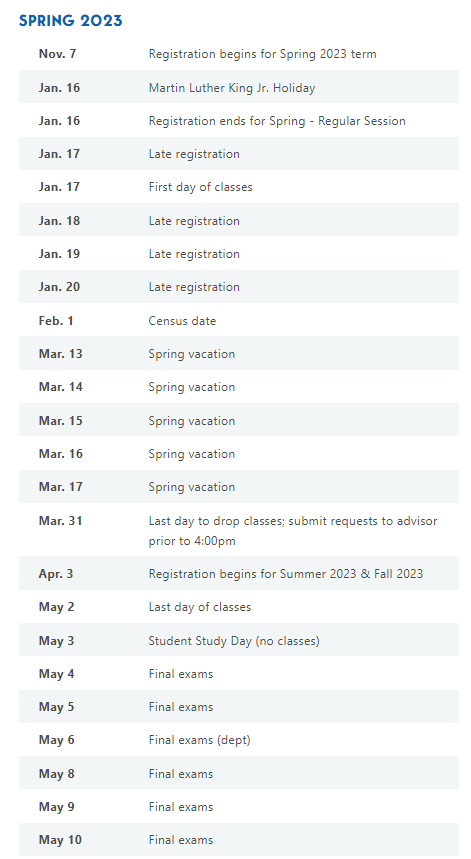 SPRING 2023
Nov. 7 Registration begins for Spring 2023 term
Jan. 16 Martin Luther King Jr. Holiday
Jan. 16 Registration ends for Spring - Regular Session
Jan. 17 Late registration
Jan. 17 First day of classes
Jan. 18 Late registration
Jan. 19 Late registration
Jan. 20 Late registration
Feb. 1 Census date
Mar. 13 Spring vacation
Mar. 14 Spring vacation
Mar. 15 Spring vacation
Mar. 16 Spring vacation
Mar. 17 Spring vacation
Mar. 31 Last day to drop classes; submit requests to advisor
prior to 4:00pm
Apr. 3 Registration begins for Summer 2023 & Fall 2023
May 2 Last day of classes
May 3 Student Study Day (no classes)
May 4 Final exams
May 5 Final exams
May 6 Final exams (dept)
May 8 Final exams
May 9 Final exams
May 10 Final exams